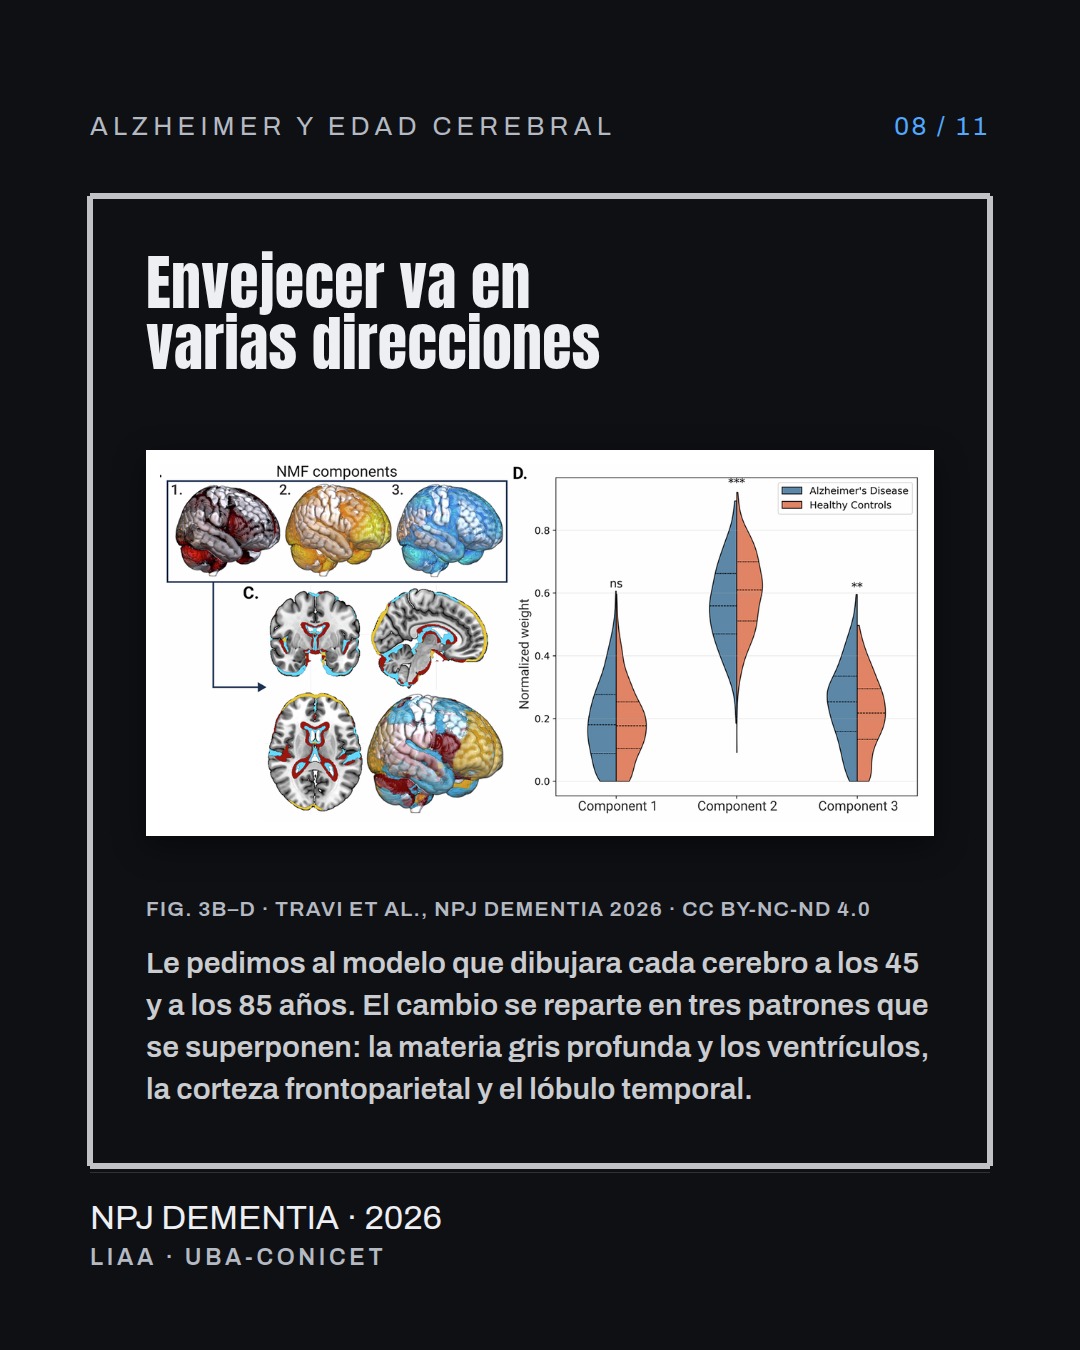 ALZHEIMER Y EDAD CEREBRAL
08 / 11
Envejecer va en
varias direcciones
NMF components
1.
2.
3.
C.
D.
***
Alzheimer's Disease
Healthy Controls
ns
**
Normalized weight
0.8
0.6
0.4
0.2
0.0
Component 1
Component 2
Component 3
FIG. 3B–D · TRAVI ET AL., NPJ DEMENTIA 2026 · CC BY-NC-ND 4.0
Le pedimos al modelo que dibujara cada cerebro a los 45
y a los 85 años. El cambio se reparte en tres patrones que
se superponen: la materia gris profunda y los ventrículos,
la corteza frontoparietal y el lóbulo temporal.
NPJ DEMENTIA · 2026
LIAA · UBA-CONICET